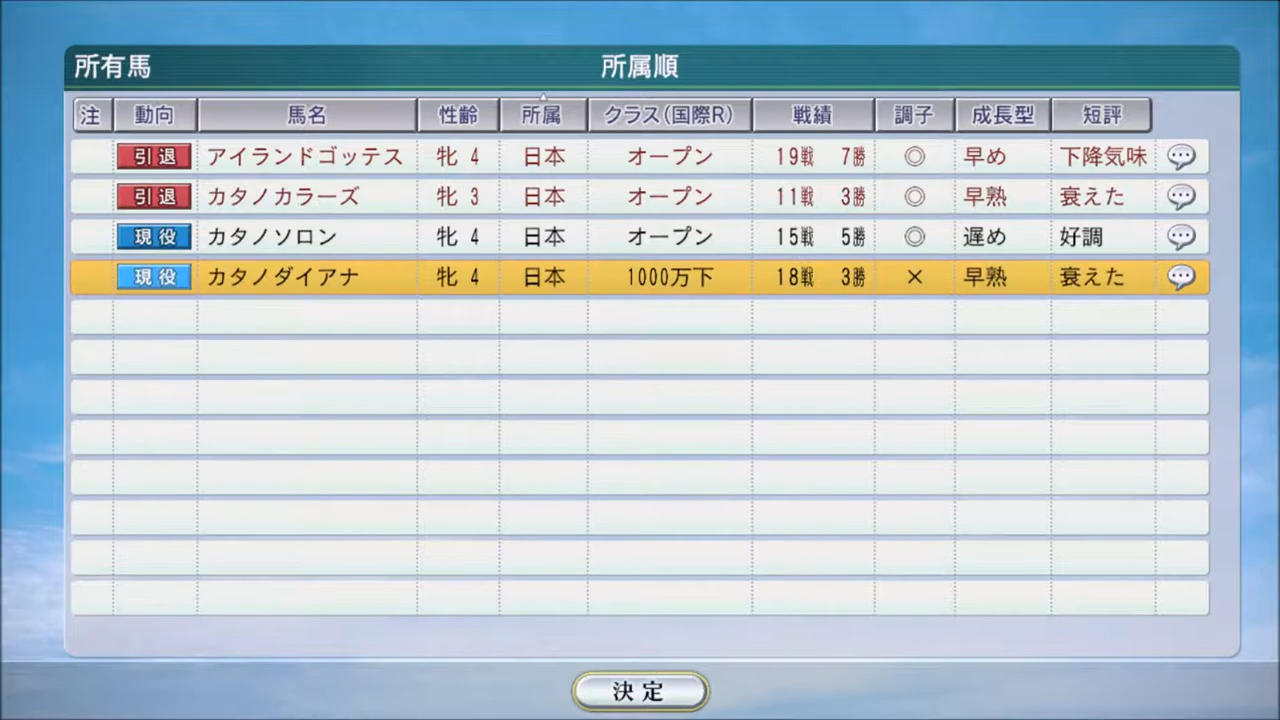 所有馬 所属順
注 動向 馬名 性齢 所属 クラス(国際R) 戦績 調子 成長型 短評
引退 アイランドゴッテス 牝 4 日本 オープン 19戦 7勝 ◎ 早め 下降気味
引退 カタノカラーズ 牝 3 日本 オープン 11戦 3勝 ◎ 早熟 衰えた
現役 カタノソロン 牝 4 日本 オープン 15戦 5勝 ◎ 遅め 好調
現役 カタノダイアナ 牝 4 日本 1000万下 18戦 3勝 × 早熟 衰えた
決定